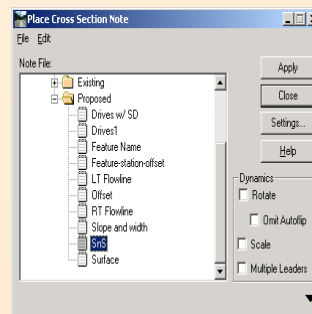 Place Cross Section Note
File Edit
Note File:
Existing
Proposed
Drives w/ SD
Drives1
Feature Name
Feature-station-offset
LT Flowline
Offset
RT Flowline
Slope and width
SnS
Surface
Apply
Close
Settings...
Help
Dynamics
Rotate
Omit Autoflip
Scale
Multiple Leaders